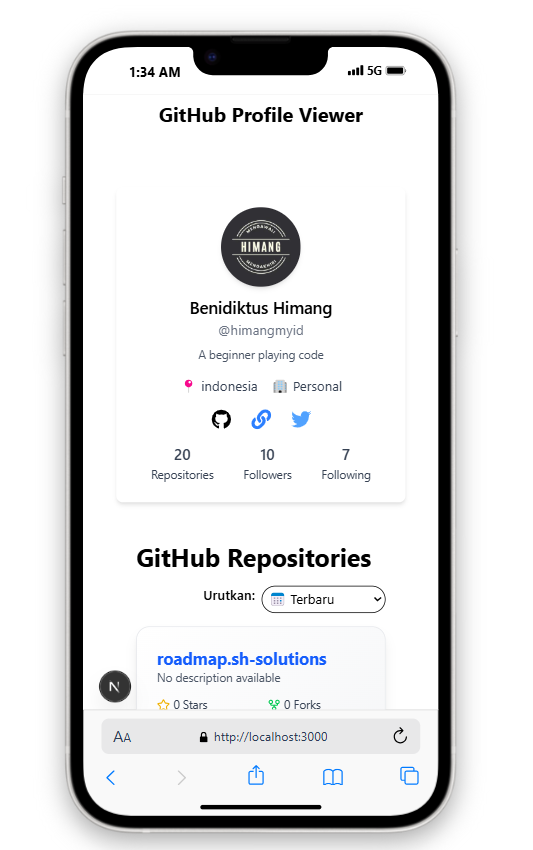 1:34 AM 5G
GitHub Profile Viewer
MENGAWALI
HIMANG
MENGAKHIRI
Benidiktus Himang
@himangmyid
A beginner playing code
indonesia Personal
20 10 7
Repositories Followers Following
GitHub Repositories
Urutkan: Terbaru
roadmap.sh-solutions
No description available
0 Stars 0 Forks
N
AA http://localhost:3000